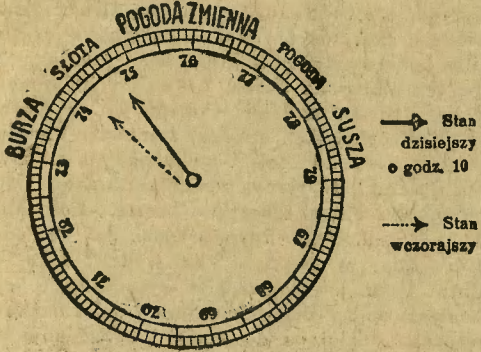 BURZA
SŁOTA
POGODA ZMIENNA
POGODA
SUSZA
73
74
75
76
77
78
79
67
68
69
70
71
72
Stan
dzisiejszy
o godz. 10
Stan
wczorajszy